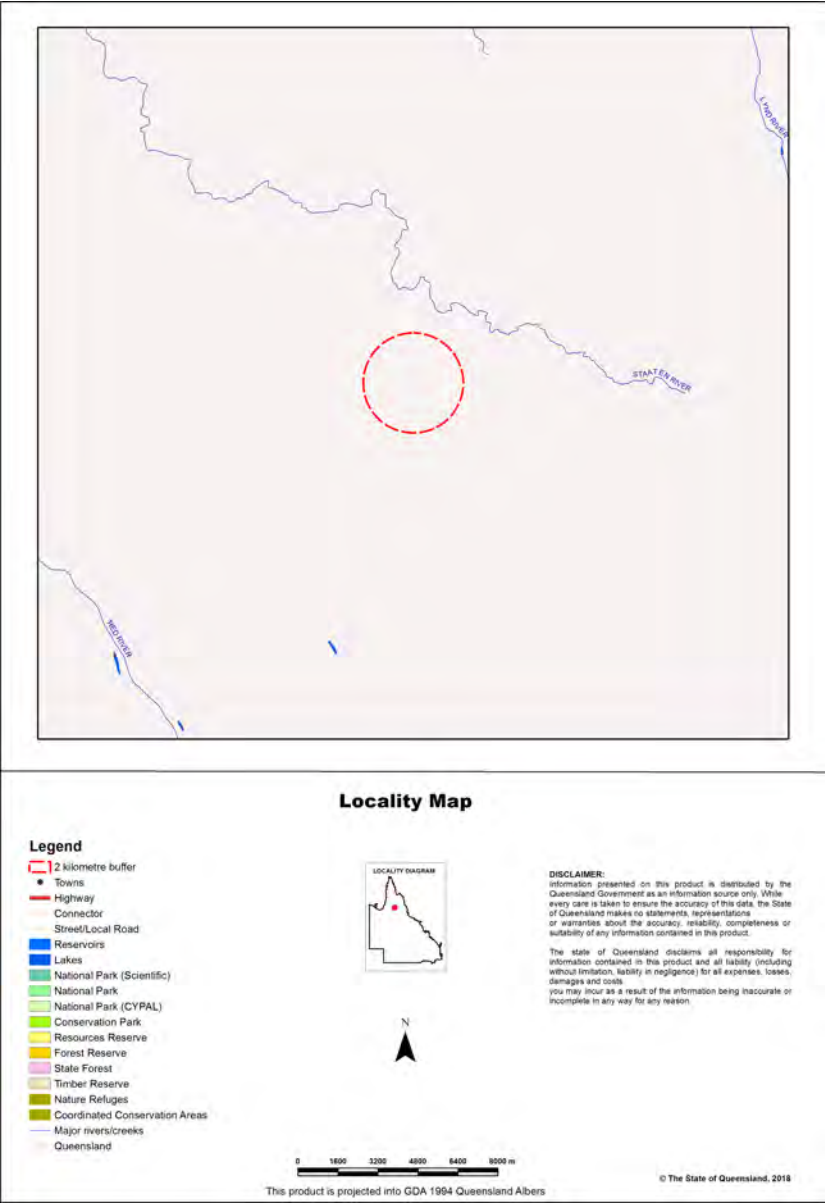 LYND RIVER
STAATEN RIVER
RED RIVER
Locality Map
Legend
2 kilometre buffer
Towns
Highway
Connector
Street/Local Road
Reservoirs
Lakes
National Park (Scientific)
National Park
National Park (CYPAL)
Conservation Park
Resources Reserve
Forest Reserve
State Forest
Timber Reserve
Nature Refuges
Coordinated Conservation Areas
Major rivers/creeks
Queensland
LOCALITY DIAGRAM
N
0 1600 3200 4800 6400 8000 m
This product is projected into GDA 1994 Queensland Albers
DISCLAIMER:
Information presented on this product is distributed by the
Queensland Government as an information source only. While
every care is taken to ensure the accuracy of this data, the State
of Queensland makes no statements, representations
or warranties about the accuracy, reliability, completeness or
suitability of any information contained in this product.
The state of Queensland disclaims all responsibility for
information contained in this product and all liability (including
without limitation, liability in negligence) for all expenses, losses,
damages and costs
you may incur as a result of the information being inaccurate or
incomplete in any way for any reason.
© The State of Queensland, 2018